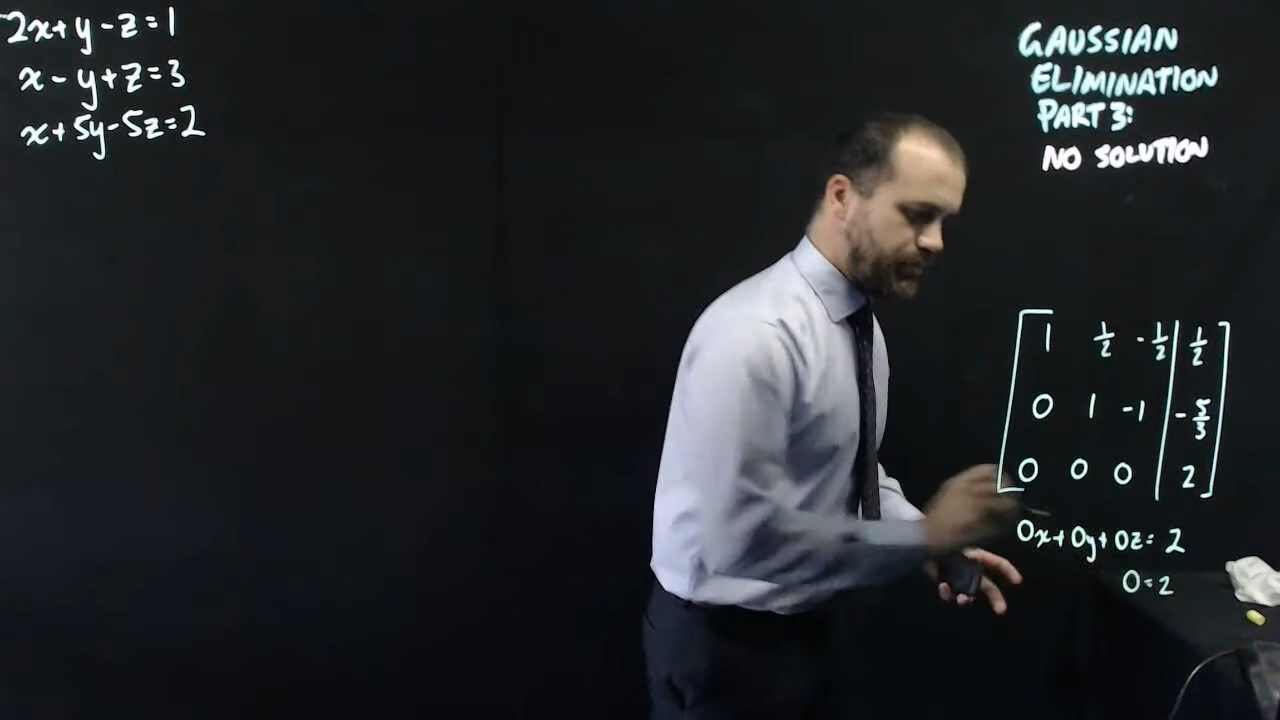 2x+y-z=1
x-y+z=3
x+5y-5z=2
GAUSSIAN
ELIMINATION
PART 3:
NO SOLUTION
1 1/2 -1/2 | 1/2
0 1 -1 | -5/3
0 0 0 | 2
0x+0y+0z=2
0=2